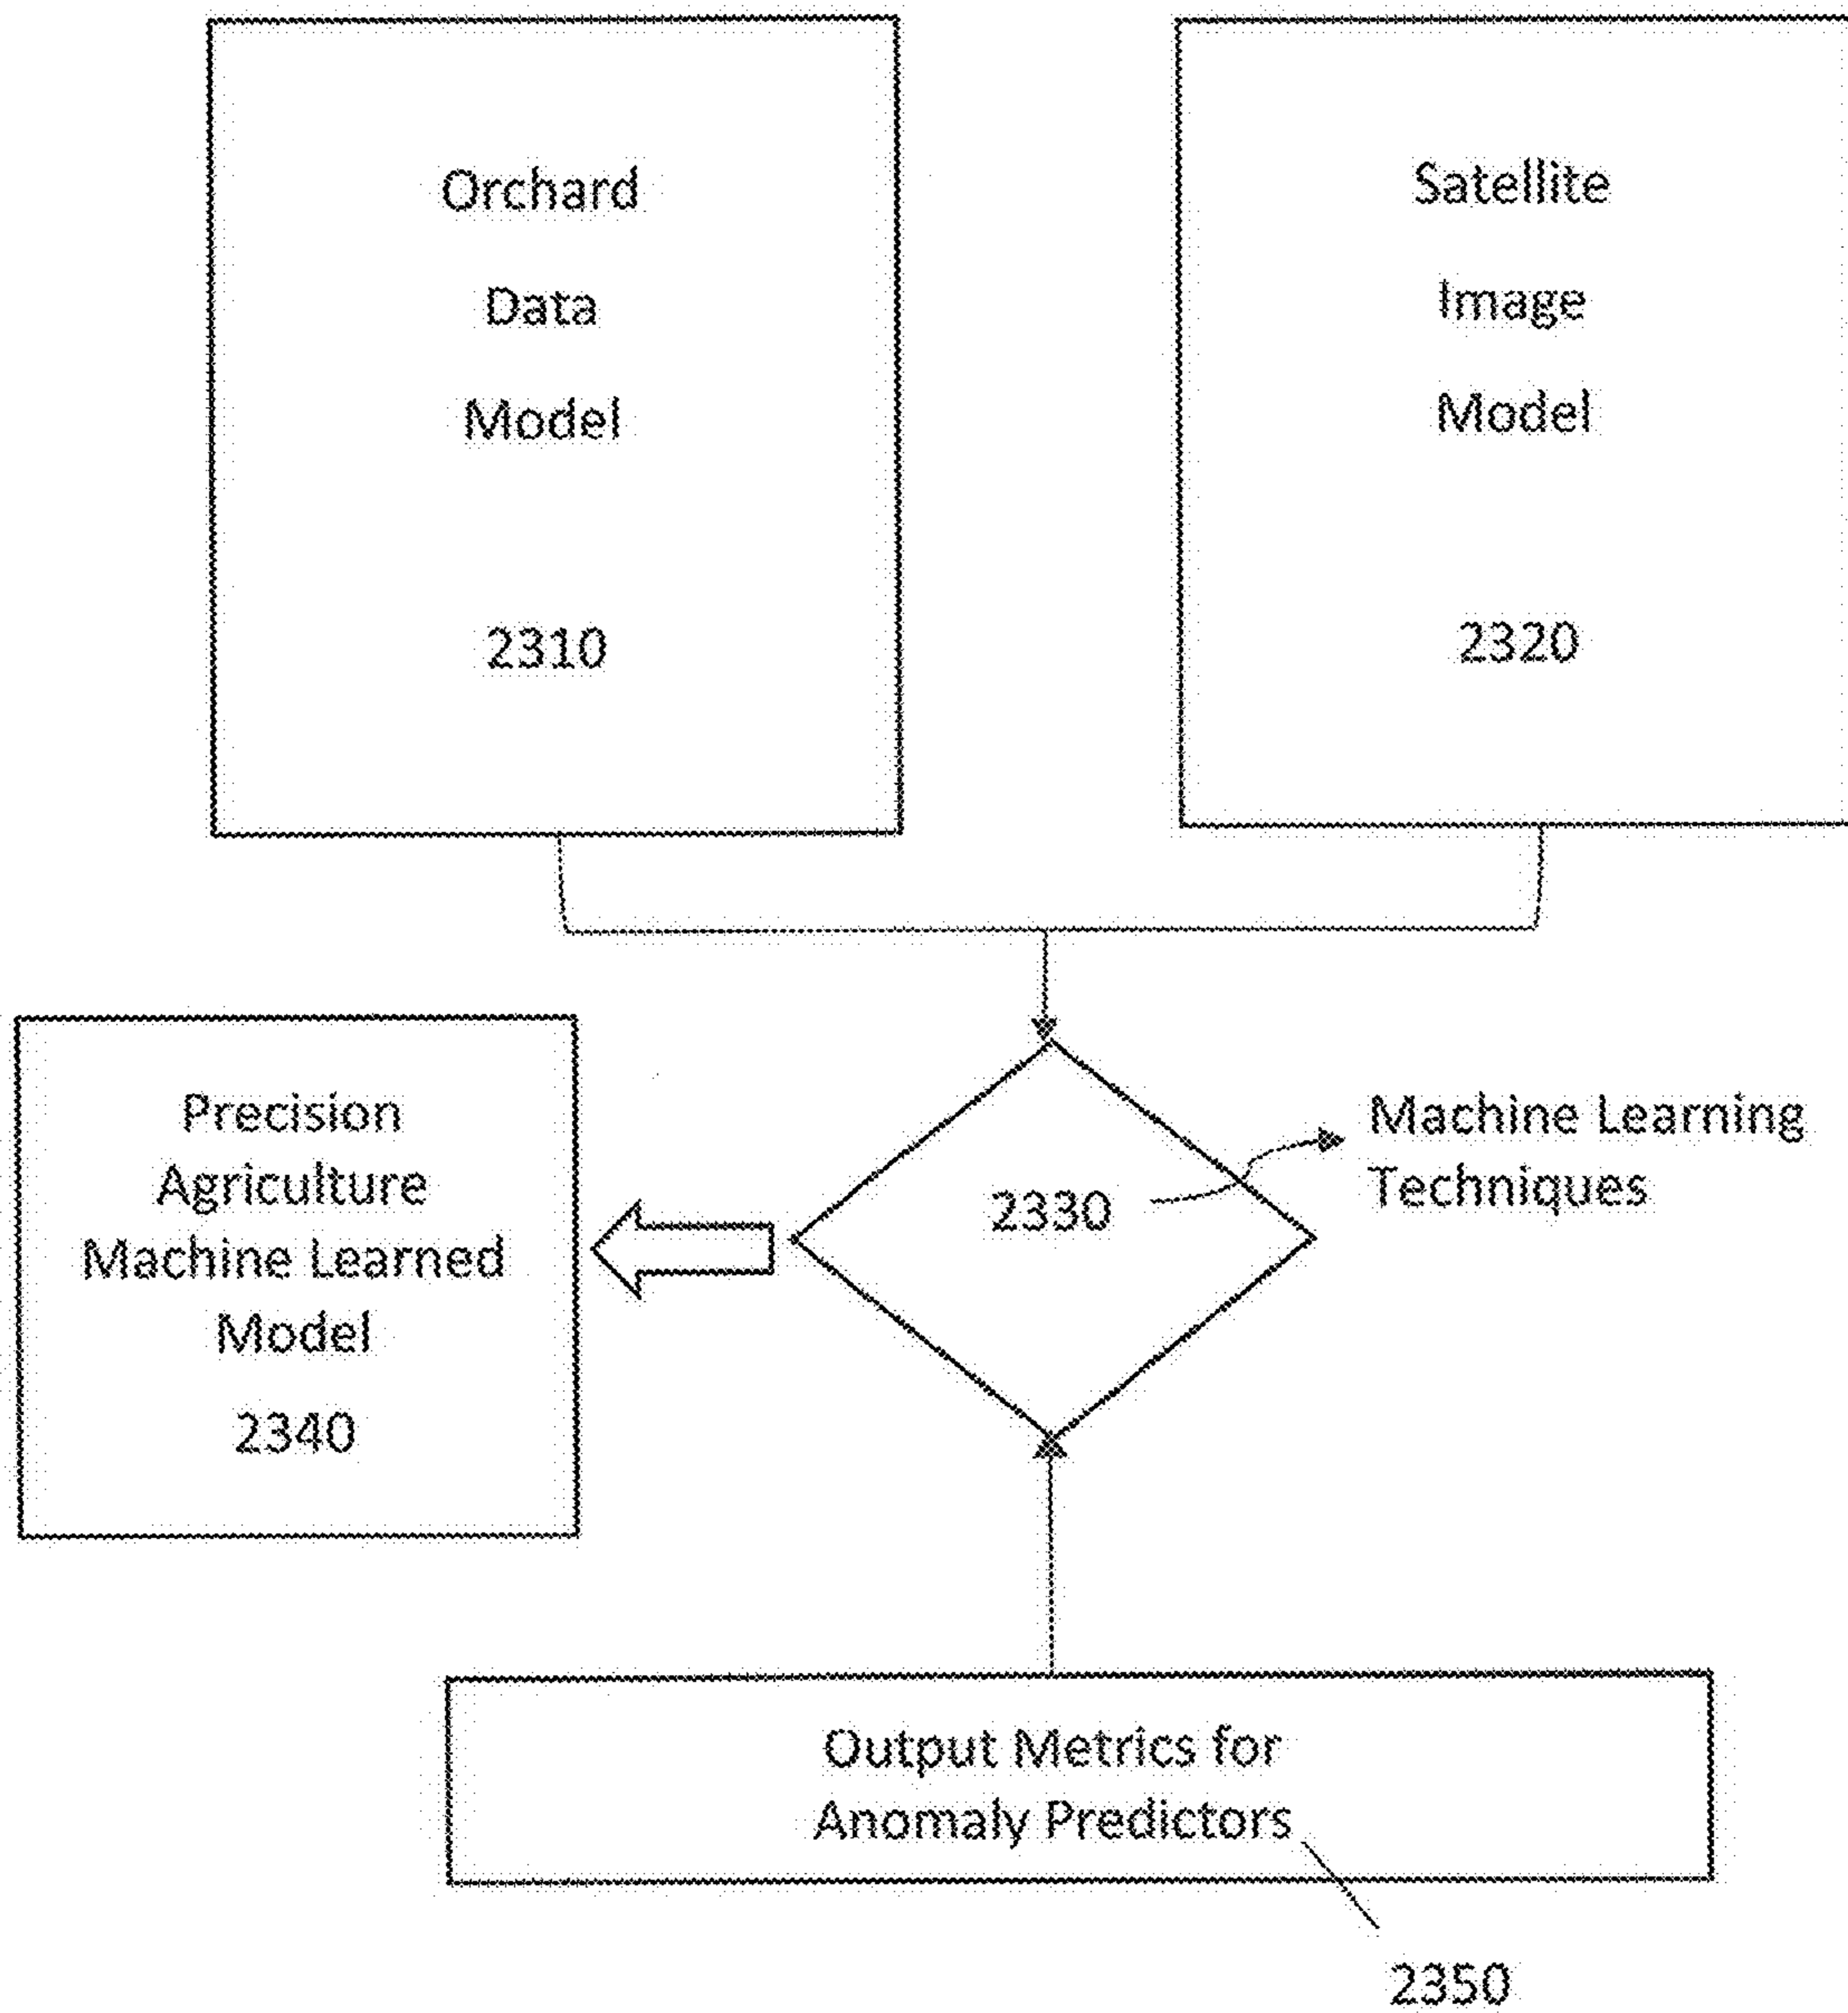 Orchard
Data
Model
2310
Satellite
Image
Model
2320
Precision
Agriculture
Machine Learned
Model
2340
2330
Machine Learning
Techniques
Output Metrics for
Anomaly Predictors
2350